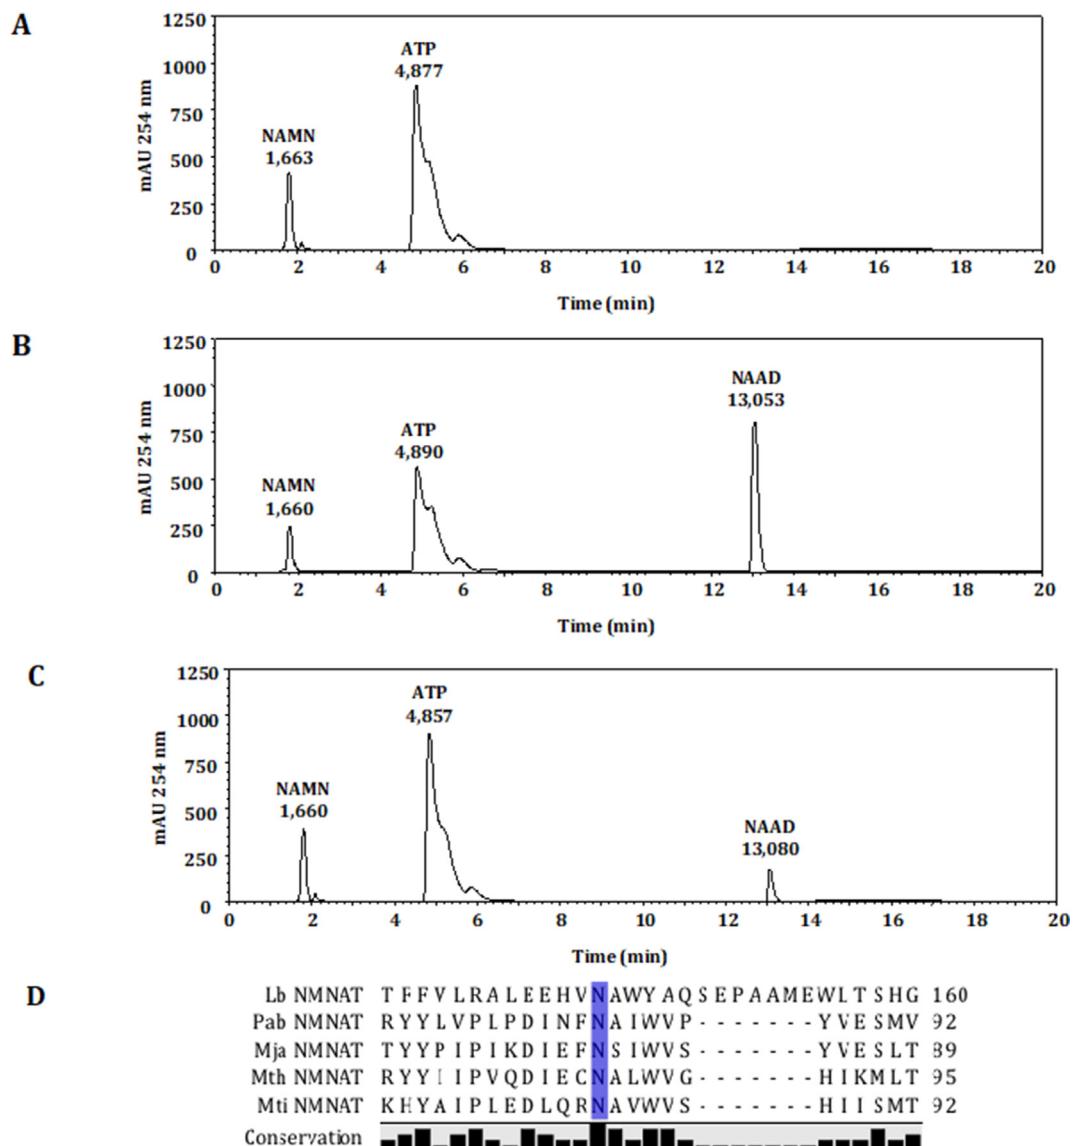 A
1250
ATP
4,877
1000
mAU 254 nm
750
NAMN
1,663
500
250
0
0 2 4 6 8 10 12 14 16 18 20
Time (min)
B
1250
NAAD
13,053
1000
mAU 254 nm
750
ATP
4,890
NAMN
1,660
500
250
0
0 2 4 6 8 10 12 14 16 18 20
Time (min)
C
1250
ATP
4,857
1000
mAU 254 nm
750
NAMN
1,660
500
NAAD
13,080
250
0
0 2 4 6 8 10 12 14 16 18 20
Time (min)
D
Lb NMNAT T F F V L R A L E E H V N A W Y A Q S E P A A M E W L T S H G 160
Pab NMNAT R Y Y L V P L P D I N F N A I W V P - - - - - - - Y V E S M V 92
Mja NMNAT T Y Y P I P I K D I E F N S I W V S - - - - - - - Y V E S L T 89
Mth NMNAT R Y Y I I P V Q D I E C N A L W V G - - - - - - - H I K M L T 95
Mti NMNAT K H Y A I P L E D L Q R N A V W V S - - - - - - - H I I S M T 92
Conservation